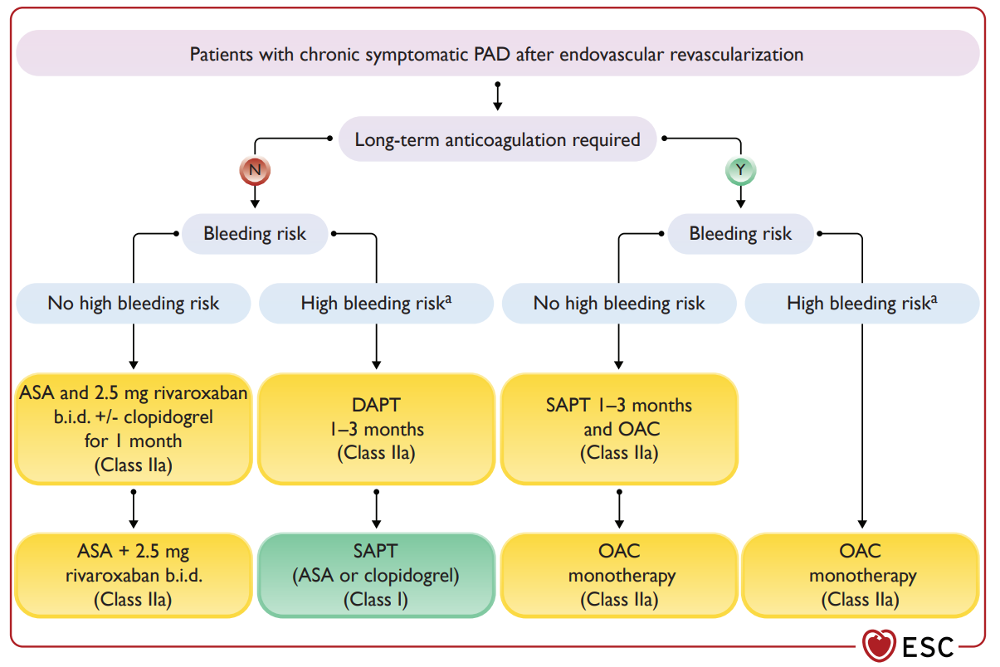 Patients with chronic symptomatic PAD after endovascular revascularization
Long-term anticoagulation required
N
Y
Bleeding risk
Bleeding risk
No high bleeding risk
High bleeding riskᵃ
No high bleeding risk
High bleeding riskᵃ
ASA and 2.5 mg rivaroxaban
b.i.d. +/- clopidogrel
for 1 month
(Class IIa)
DAPT
1–3 months
(Class IIa)
SAPT 1–3 months
and OAC
(Class IIa)
ASA + 2.5 mg
rivaroxaban b.i.d.
(Class IIa)
SAPT
(ASA or clopidogrel)
(Class I)
OAC
monotherapy
(Class IIa)
OAC
monotherapy
(Class IIa)
ESC